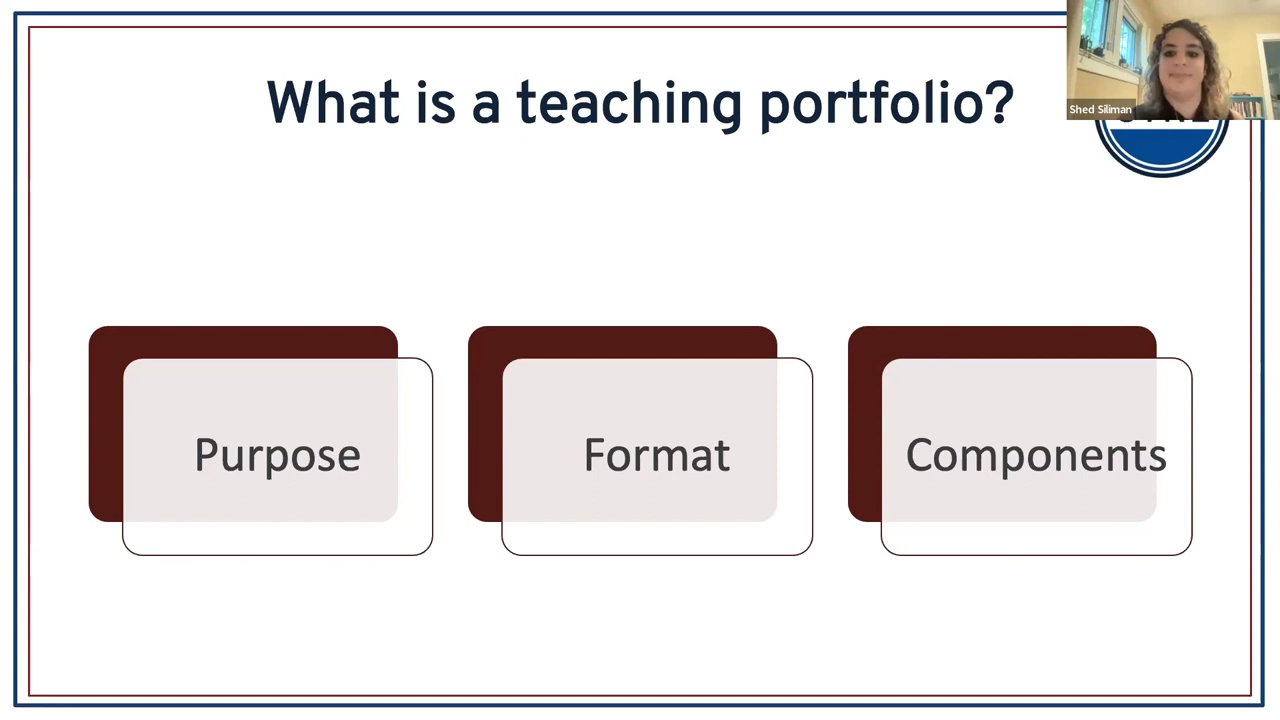 What is a teaching portfolio?
Shed Siliman
Purpose
Format
Components